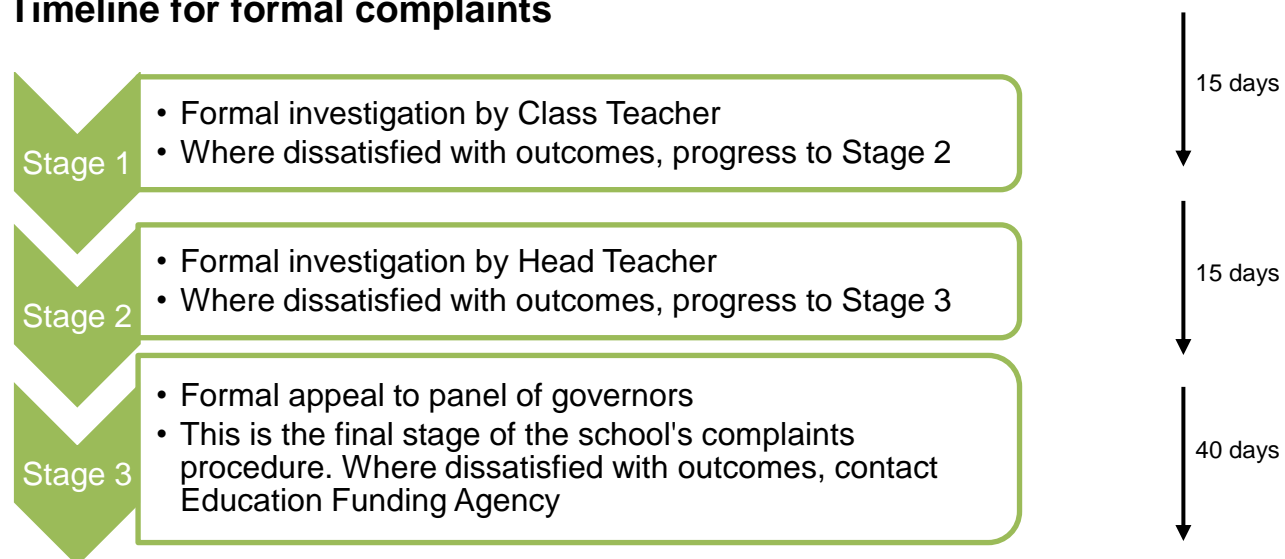 Timeline for formal complaints
15 days
Stage 1
• Formal investigation by Class Teacher
• Where dissatisfied with outcomes, progress to Stage 2
15 days
Stage 2
• Formal investigation by Head Teacher
• Where dissatisfied with outcomes, progress to Stage 3
40 days
Stage 3
• Formal appeal to panel of governors
• This is the final stage of the school's complaints
procedure. Where dissatisfied with outcomes, contact
Education Funding Agency